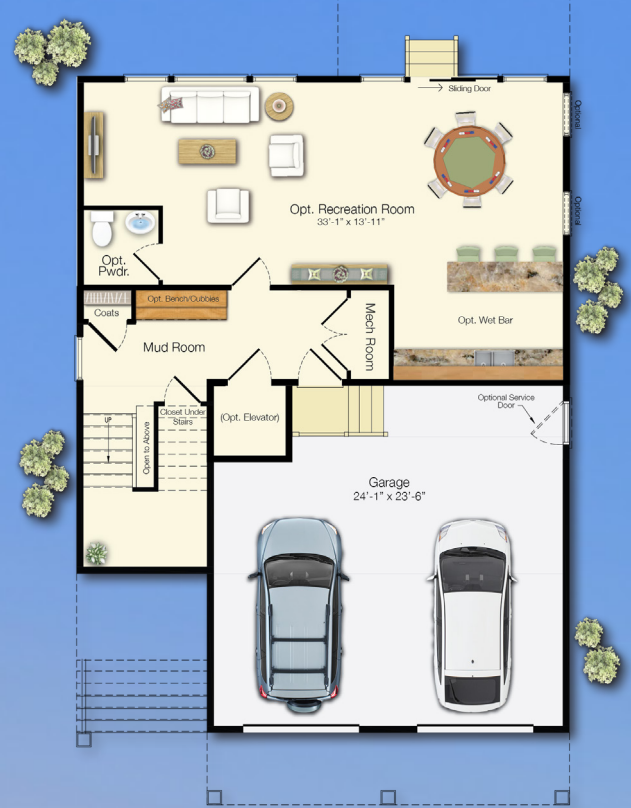 Sliding Door
Optional
Opt. Recreation Room
33'-1" x 13'-11"
Optional
Opt.
Pwdr.
Coats
Opt. Bench/Cubbies
Mech Room
Opt. Wet Bar
Mud Room
Optional Service
Door
UP
Open to Above
Closet Under
Stairs
(Opt. Elevator)
Garage
24'-1" x 23'-6"